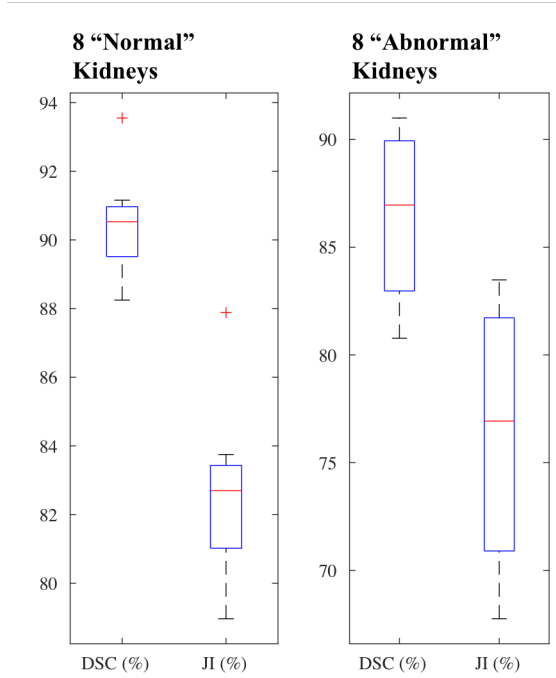 8 “Normal”
Kidneys
8 “Abnormal”
Kidneys
94
92
90
88
86
84
82
80
DSC (%)
JI (%)
90
85
80
75
70
DSC (%)
JI (%)